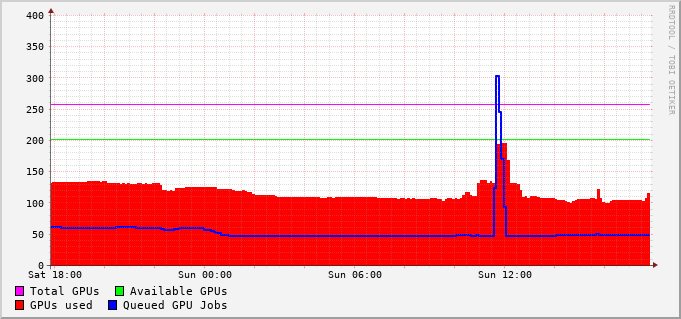 RRDTOOL / TOBI OETIKER
400
350
300
250
200
150
100
50
0
Sat 18:00 Sun 00:00 Sun 06:00 Sun 12:00
Total GPUs Available GPUs
GPUs used Queued GPU Jobs